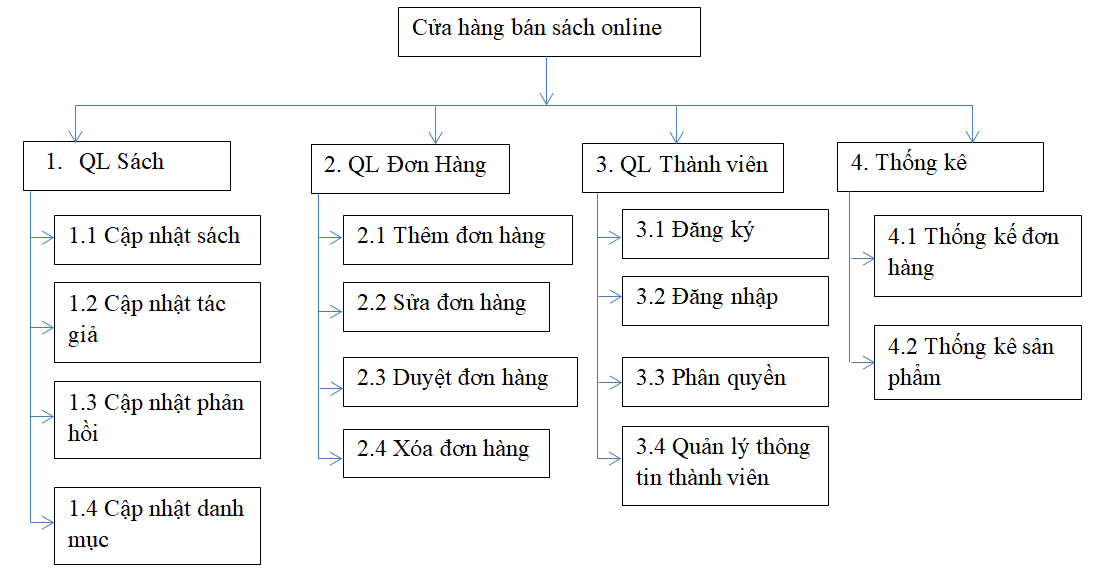 Cửa hàng bán sách online
1. QL Sách
1.1 Cập nhật sách
1.2 Cập nhật tác
giả
1.3 Cập nhật phản
hồi
1.4 Cập nhật danh
mục
2. QL Đơn Hàng
2.1 Thêm đơn hàng
2.2 Sửa đơn hàng
2.3 Duyệt đơn hàng
2.4 Xóa đơn hàng
3. QL Thành viên
3.1 Đăng ký
3.2 Đăng nhập
3.3 Phân quyền
3.4 Quản lý thông
tin thành viên
4. Thống kê
4.1 Thống kế đơn
hàng
4.2 Thống kê sản
phẩm